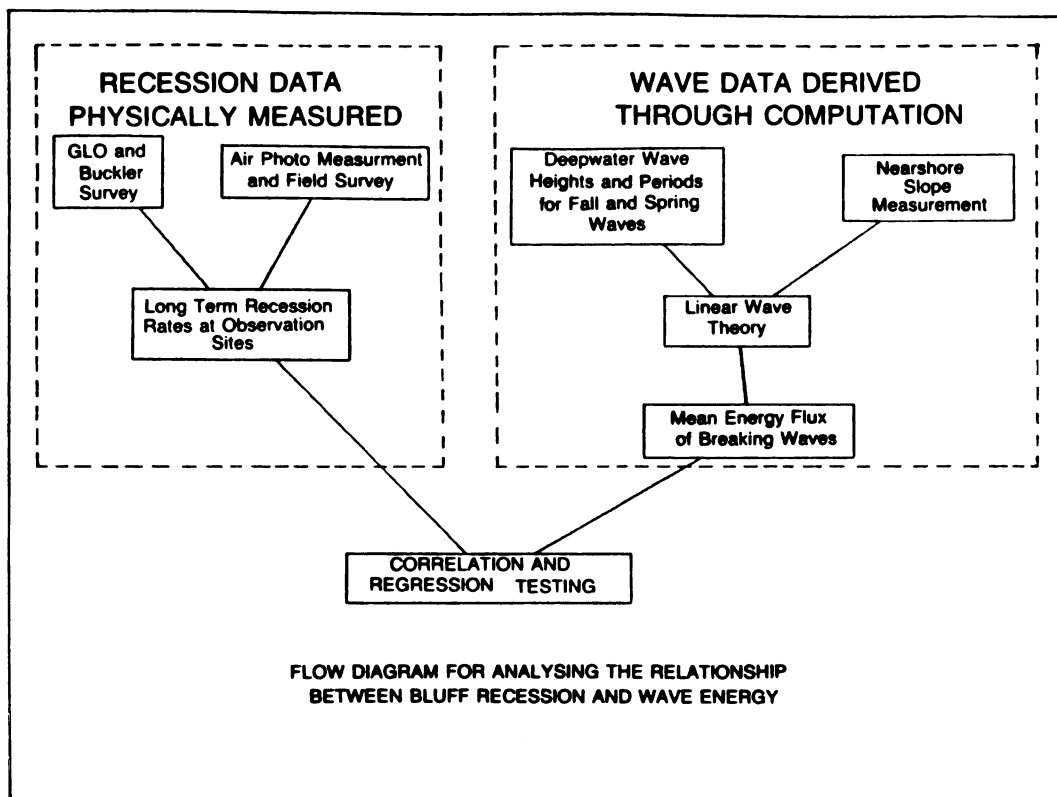 RECESSION DATA
PHYSICALLY MEASURED
GLO and
Buckler
Survey
Air Photo Measurment
and Field Survey
Long Term Recession
Rates at Observation
Sites
WAVE DATA DERIVED
THROUGH COMPUTATION
Deepwater Wave
Heights and Periods
for Fall and Spring
Waves
Nearshore
Slope
Measurement
Linear Wave
Theory
Mean Energy Flux
of Breaking Waves
CORRELATION AND
REGRESSION TESTING
FLOW DIAGRAM FOR ANALYSING THE RELATIONSHIP
BETWEEN BLUFF RECESSION AND WAVE ENERGY